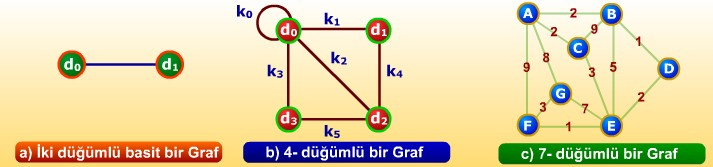 d₀ d₁
a) İki düğümlü basit bir Graf
k₀
d₀ k₁ d₁
k₃ k₂ k₄
d₃ d₂
k₅
b) 4- düğümlü bir Graf
A 2 B
2 9 1
C
9 8 3 5 D
G
3 7 2
F 1 E
c) 7- düğümlü bir Graf